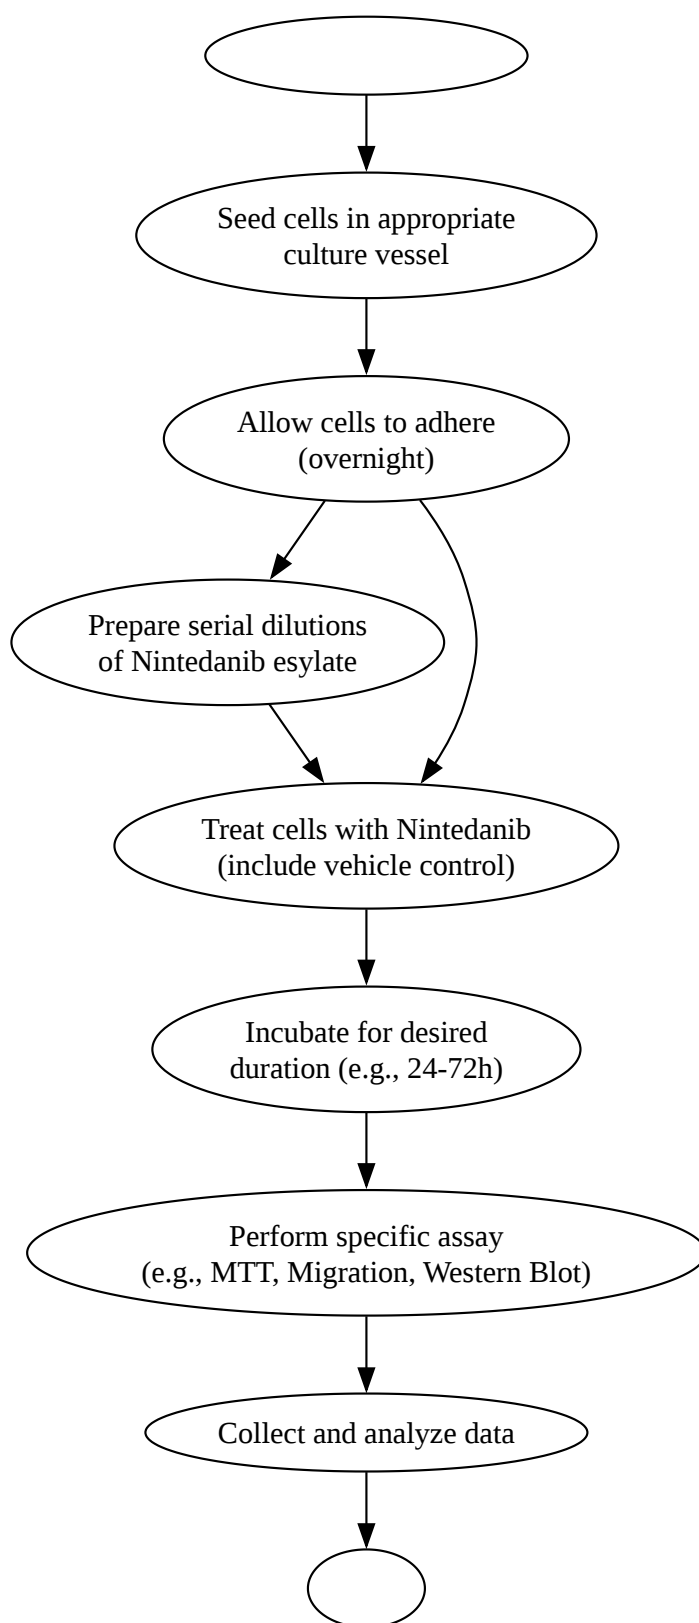 Seed cells in appropriate
culture vessel
Allow cells to adhere
(overnight)
Prepare serial dilutions
of Nintedanib esylate
Treat cells with Nintedanib
(include vehicle control)
Incubate for desired
duration (e.g., 24-72h)
Perform specific assay
(e.g., MTT, Migration, Western Blot)
Collect and analyze data